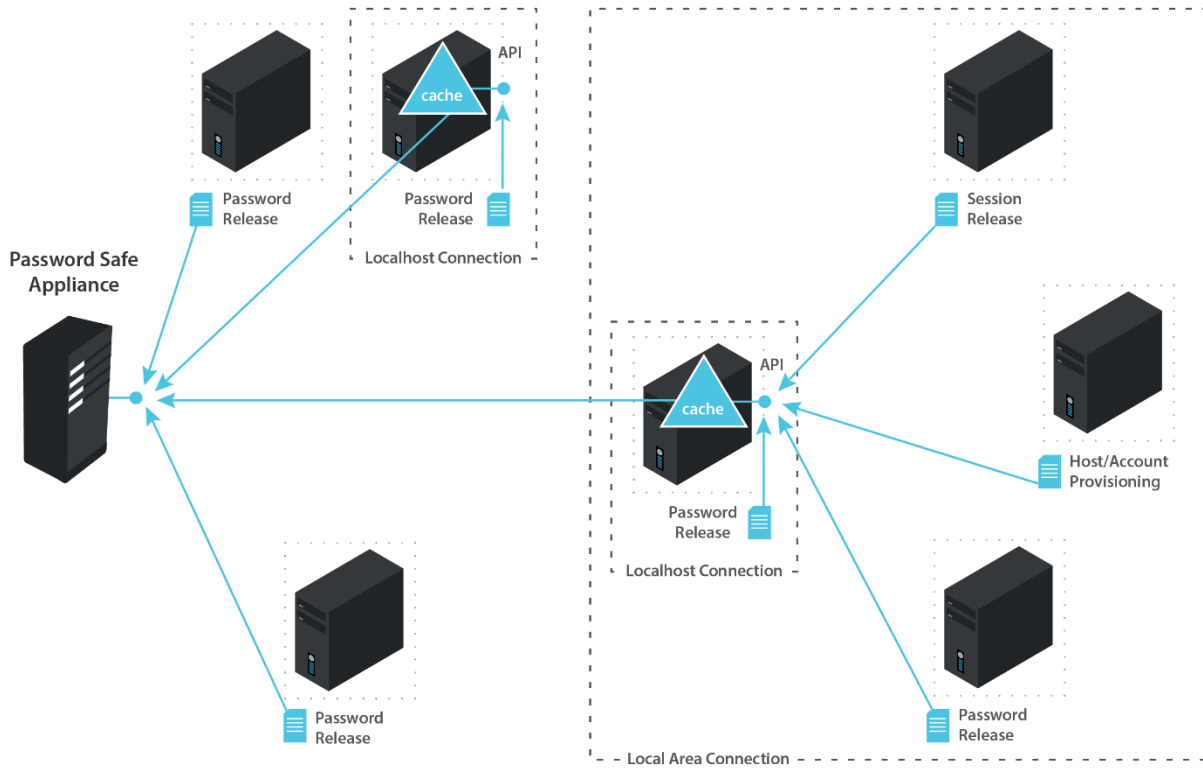 API
cache
Password
Release
Password
Release
Localhost Connection
Session
Release
Password Safe
Appliance
API
cache
Host/Account
Provisioning
Password
Release
Localhost Connection
Password
Release
Password
Release
Local Area Connection